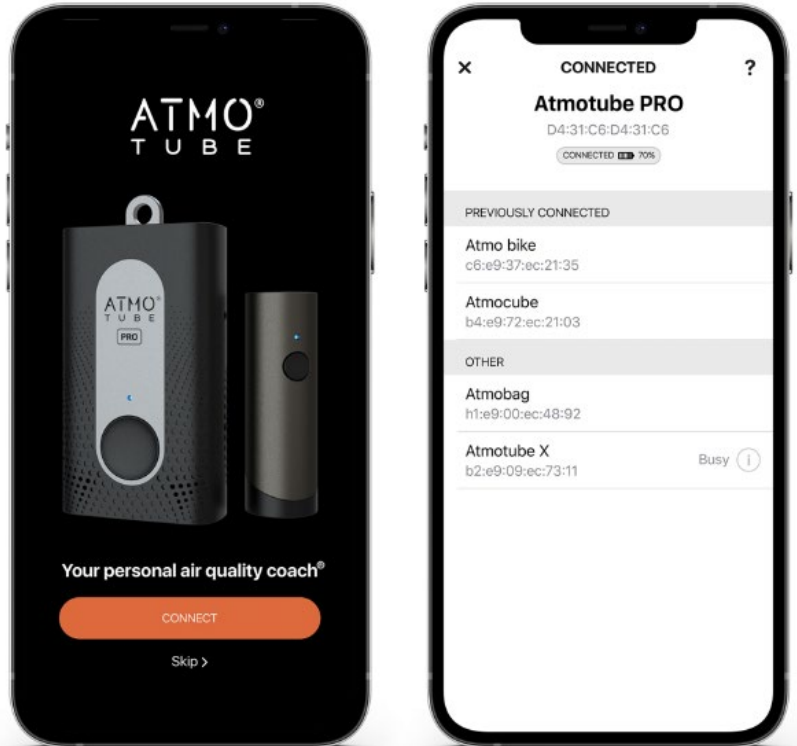 ATMO®
TUBE
ATMO®
TUBE
PRO
Your personal air quality coach®
CONNECT
Skip >
× CONNECTED ?
Atmotube PRO
D4:31:C6:D4:31:C6
CONNECTED 70%
PREVIOUSLY CONNECTED
Atmo bike
c6:e9:37:ec:21:35
Atmocube
b4:e9:72:ec:21:03
OTHER
Atmobag
h1:e9:00:ec:48:92
Atmotube X
Busy i
b2:e9:09:ec:73:11